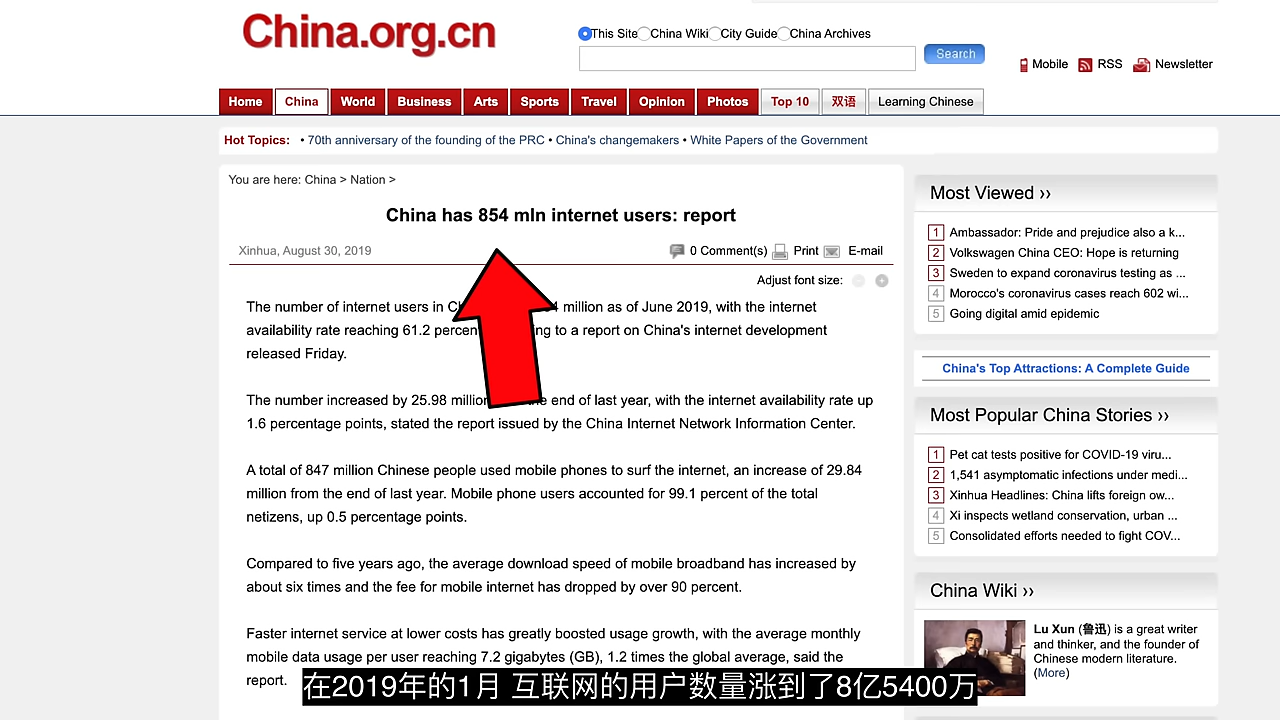 China.org.cn
This Site China Wiki City Guide China Archives
Search
Mobile RSS Newsletter
Home China World Business Arts Sports Travel Opinion Photos Top 10 双语 Learning Chinese
Hot Topics: • 70th anniversary of the founding of the PRC • China's changemakers • White Papers of the Government
You are here: China > Nation >
China has 854 mln internet users: report
Xinhua, August 30, 2019
0 Comment(s) Print E-mail
Adjust font size:
The number of internet users in million as of June 2019, with the internet
availability rate reaching 61.2 to a report on China's internet development
released Friday.
The number increased by 25.98 million end of last year, with the internet availability rate up
1.6 percentage points, stated the report issued by the China Internet Network Information Center.
A total of 847 million Chinese people used mobile phones to surf the internet, an increase of 29.84
million from the end of last year. Mobile phone users accounted for 99.1 percent of the total
netizens, up 0.5 percentage points.
Compared to five years ago, the average download speed of mobile broadband has increased by
about six times and the fee for mobile internet has dropped by over 90 percent.
Faster internet service at lower costs has greatly boosted usage growth, with the average monthly
mobile data usage per user reaching 7.2 gigabytes (GB), 1.2 times the global average, said the
report.
Most Viewed ››
1 Ambassador: Pride and prejudice also a k...
2 Volkswagen China CEO: Hope is returning
3 Sweden to expand coronavirus testing as ...
4 Morocco's coronavirus cases reach 602 wi...
5 Going digital amid epidemic
China's Top Attractions: A Complete Guide
Most Popular China Stories ››
1 Pet cat tests positive for COVID-19 viru...
2 1,541 asymptomatic infections under medi...
3 Xinhua Headlines: China lifts foreign ow...
4 Xi inspects wetland conservation, urban ...
5 Consolidated efforts needed to fight COV...
China Wiki ››
Lu Xun (鲁迅) is a great writer
and thinker, and the founder of
Chinese modern literature.
(More)
在2019年的1月 互联网的用户数量涨到了8亿5400万